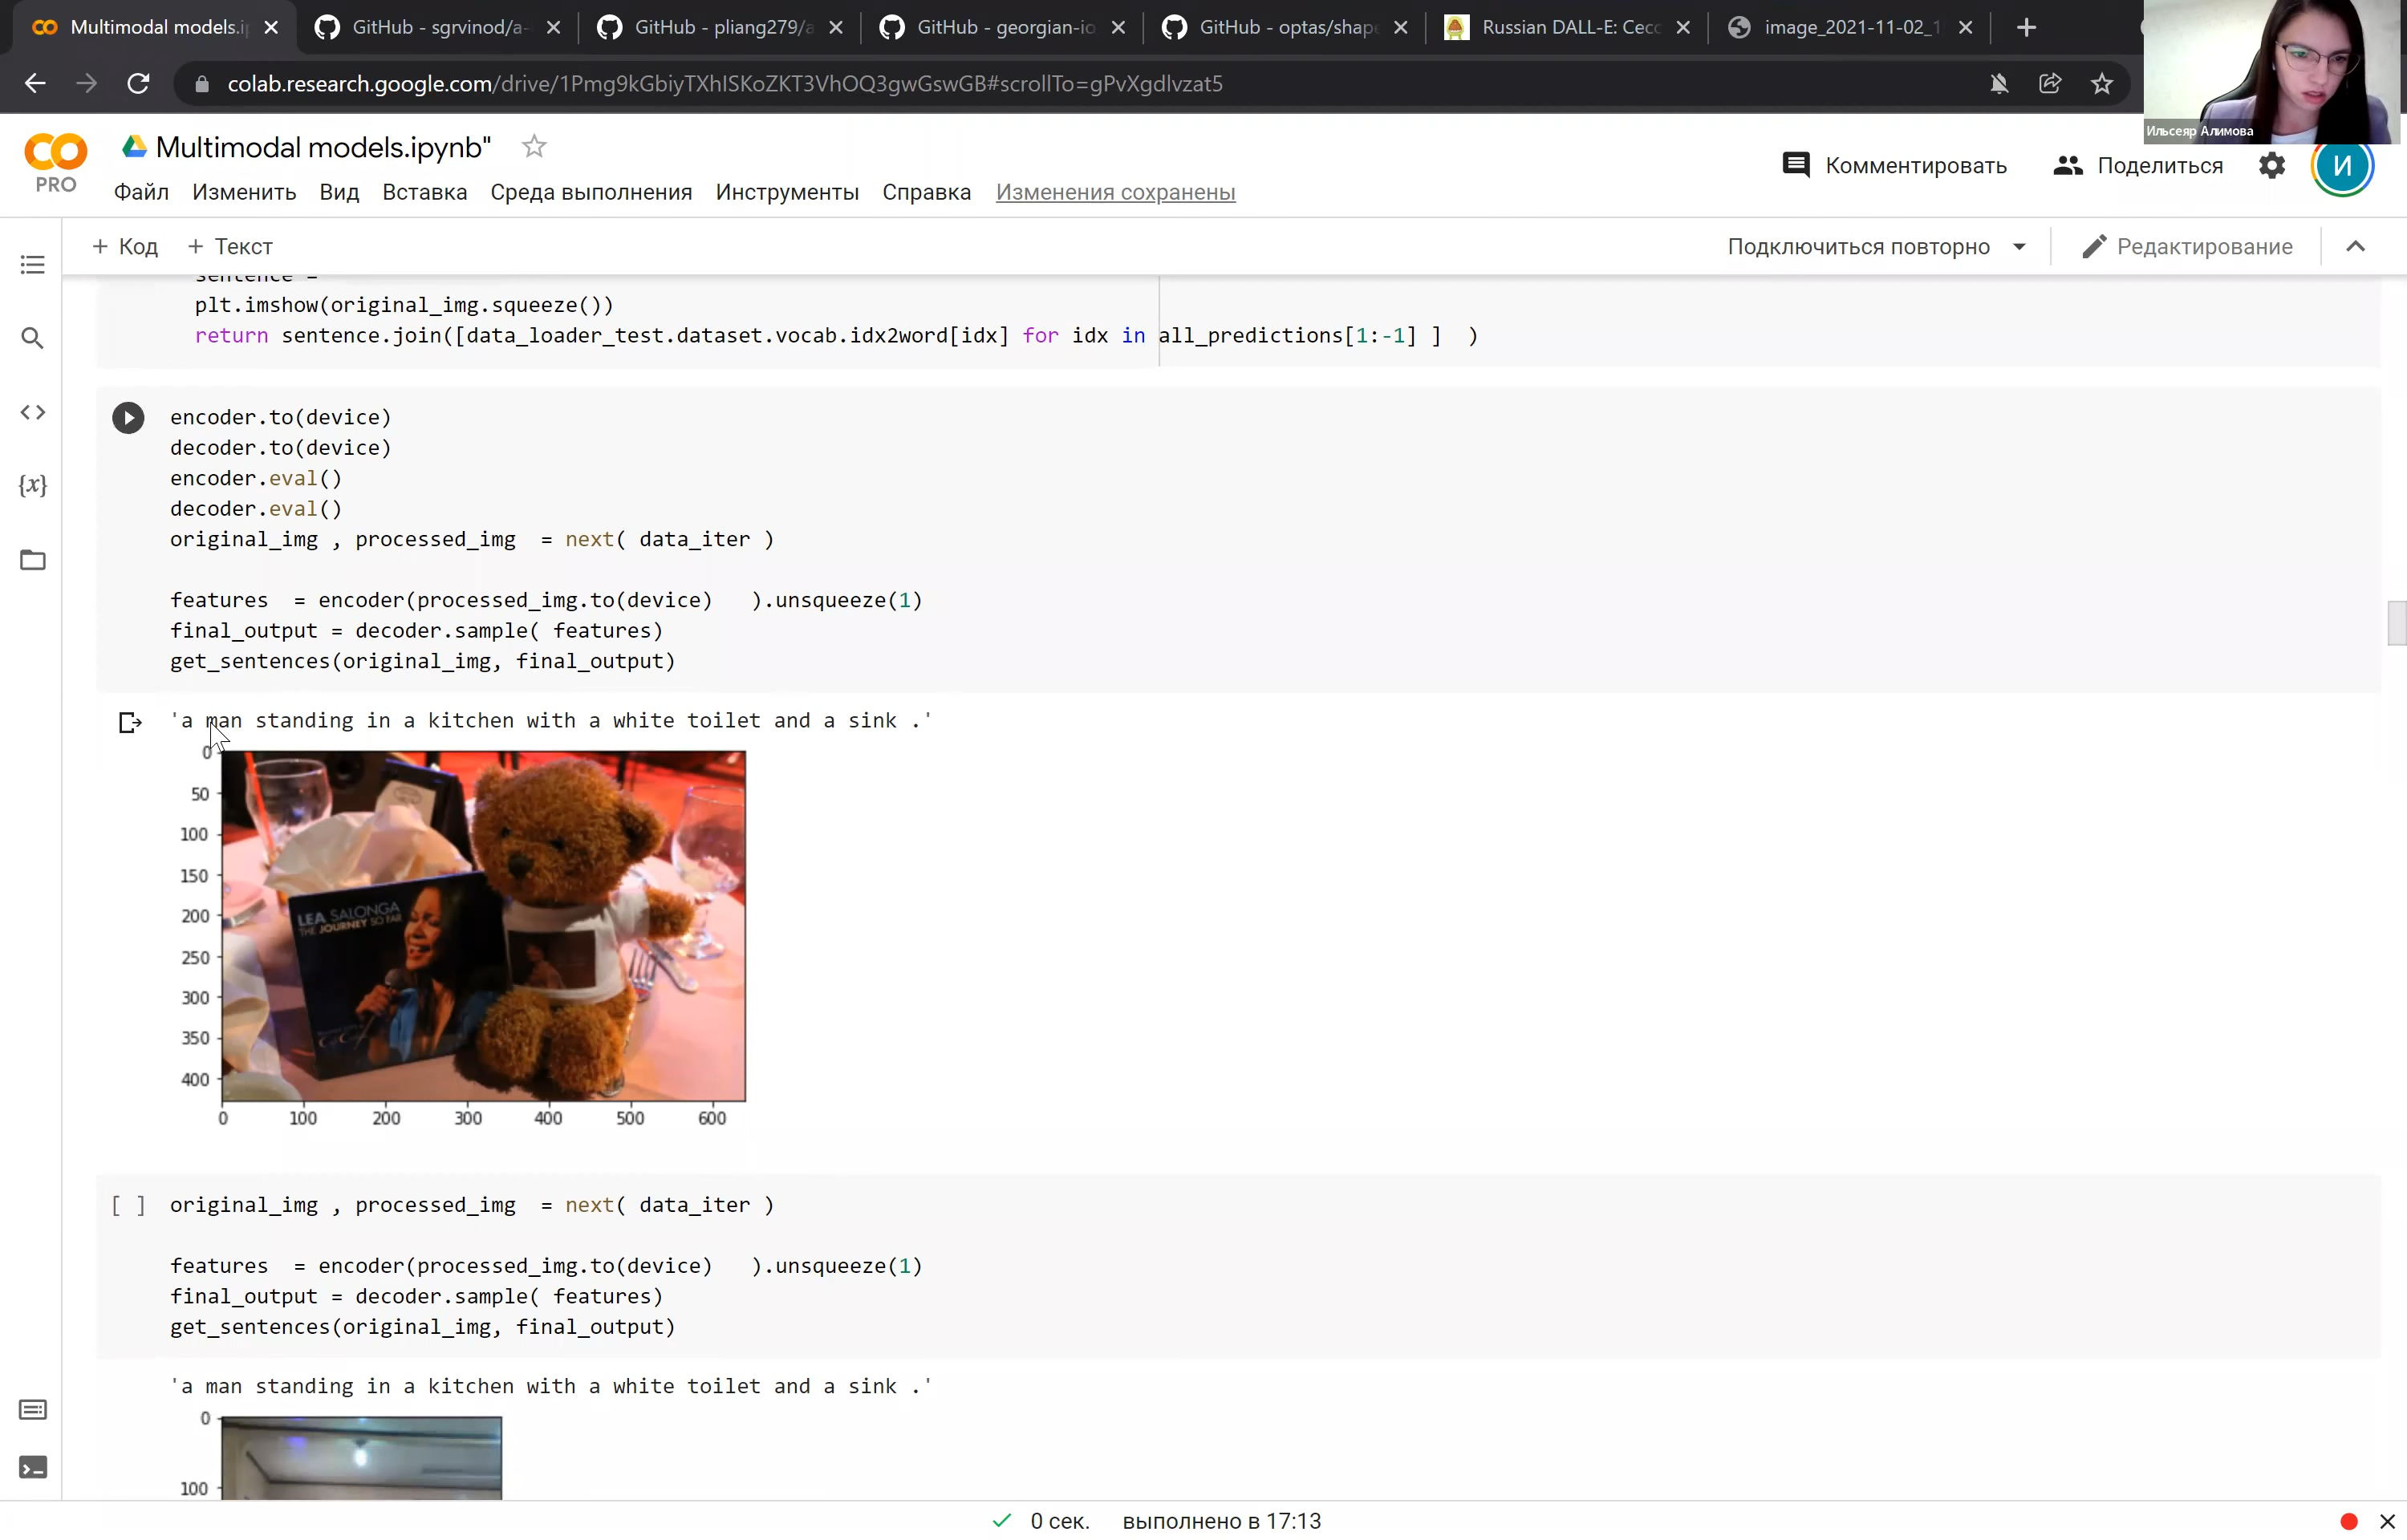 Multimodal models.i
GitHub - sgrvinod/a-
GitHub - pliang279/a
GitHub - georgian-io
GitHub - optas/shape
Russian DALL-E: Сесс
image_2021-11-02_1
colab.research.google.com/drive/1Pmg9kGbiyTXhISKoZKT3VhOQ3gwGswGB#scrollTo=gPvXgdlvzat5
Ильсеяр Алимова
CO
PRO
Multimodal models.ipynb"
Комментировать
Поделиться
И
Файл Изменить Вид Вставка Среда выполнения Инструменты Справка Изменения сохранены
+ Код + Текст
Подключиться повторно
Редактирование
sentence =
plt.imshow(original_img.squeeze())
return sentence.join([data_loader_test.dataset.vocab.idx2word[idx] for idx in all_predictions[1:-1] ] )
{x}
encoder.to(device)
decoder.to(device)
encoder.eval()
decoder.eval()
original_img , processed_img = next( data_iter )
features = encoder(processed_img.to(device) ).unsqueeze(1)
final_output = decoder.sample( features)
get_sentences(original_img, final_output)
'a man standing in a kitchen with a white toilet and a sink .'
0
50
100
150
200
250
300
350
400
LEA SALONGA
THE JOURNEY SO FAR
0 100 200 300 400 500 600
[ ] original_img , processed_img = next( data_iter )
features = encoder(processed_img.to(device) ).unsqueeze(1)
final_output = decoder.sample( features)
get_sentences(original_img, final_output)
'a man standing in a kitchen with a white toilet and a sink .'
0
100
0 сек. выполнено в 17:13